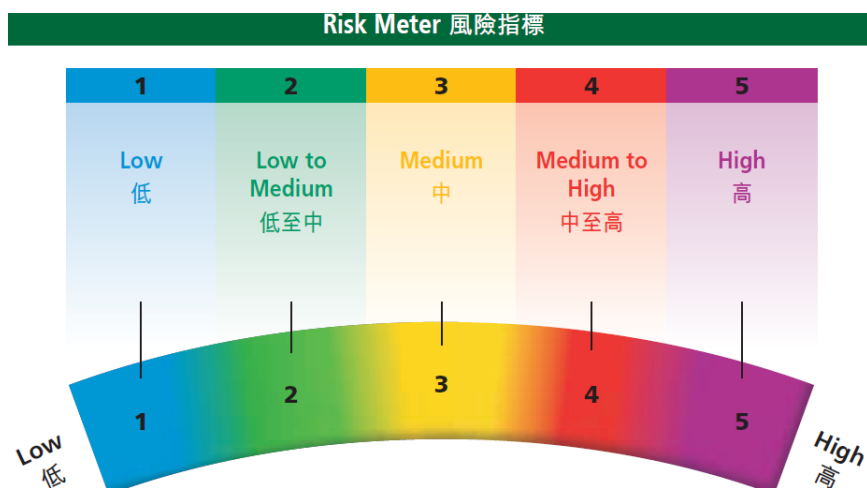 Risk Meter 風險指標
1 2 3 4 5
Low
低
Low to
Medium
低至中
Medium
中
Medium to
High
中至高
High
高
1 2 3 4 5
Low
低
High
高